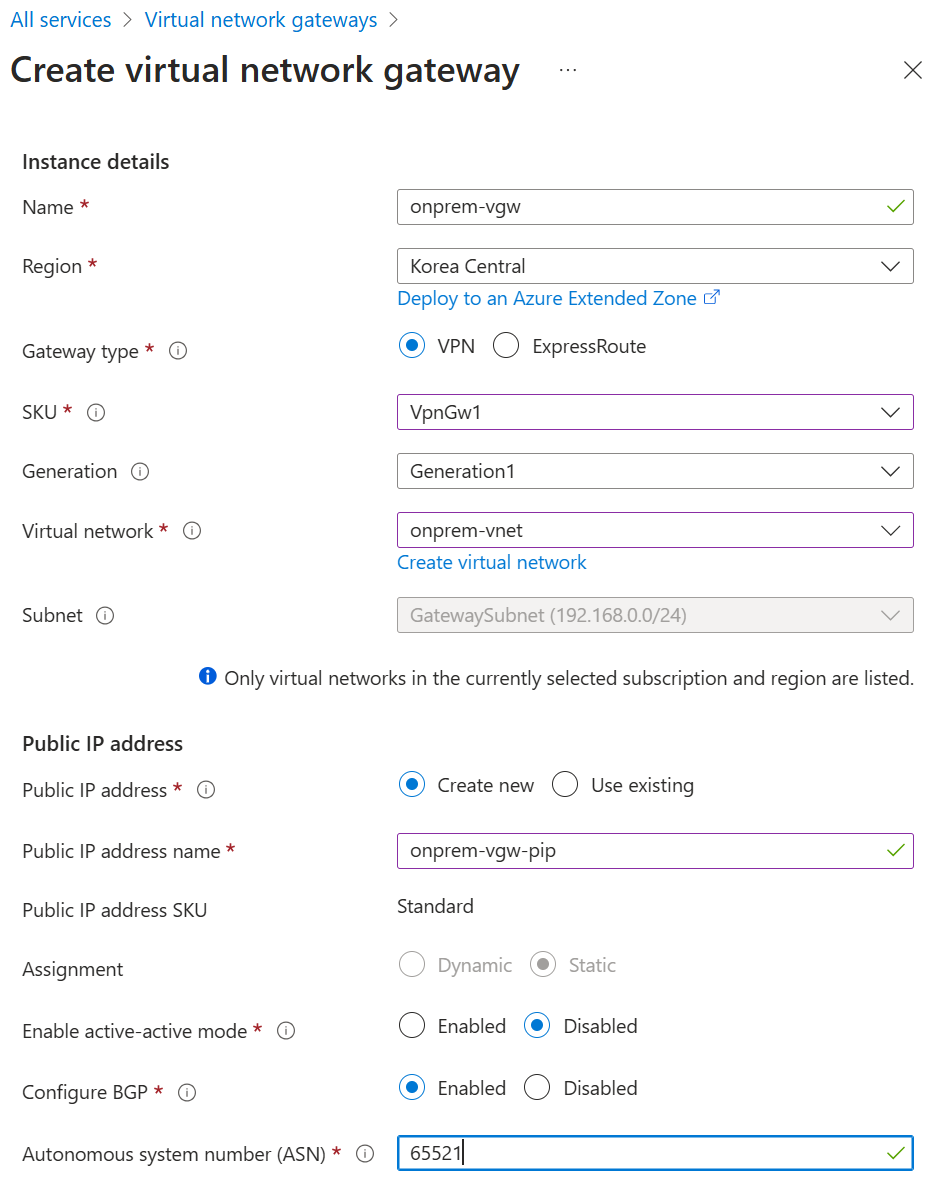 All services > Virtual network gateways >
Create virtual network gateway ...
Instance details
Name * onprem-vgw
Region * Korea Central
Deploy to an Azure Extended Zone
Gateway type * VPN ExpressRoute
SKU * VpnGw1
Generation Generation1
Virtual network * onprem-vnet
Create virtual network
Subnet GatewaySubnet (192.168.0.0/24)
Only virtual networks in the currently selected subscription and region are listed.
Public IP address
Public IP address * Create new Use existing
Public IP address name * onprem-vgw-pip
Public IP address SKU Standard
Assignment Dynamic Static
Enable active-active mode * Enabled Disabled
Configure BGP * Enabled Disabled
Autonomous system number (ASN) * 65521